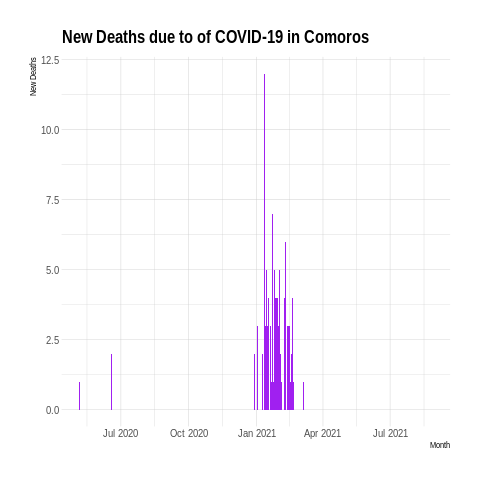 New Deaths due to of COVID-19 in Comoros
New Deaths
12.5
10.0
7.5
5.0
2.5
0.0
Jul 2020 Oct 2020 Jan 2021 Apr 2021 Jul 2021
Month